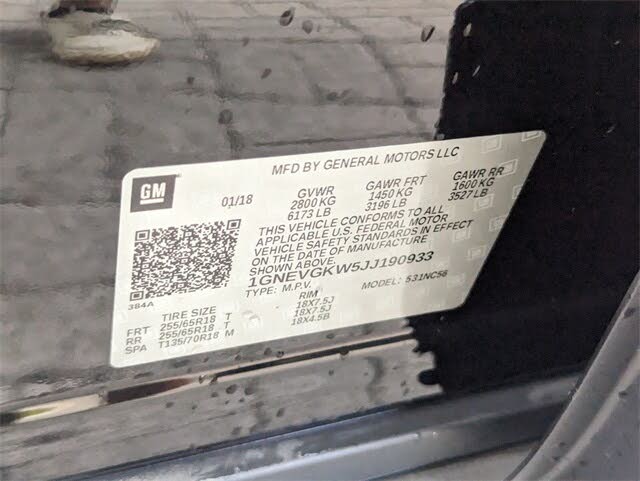 MFD BY GENERAL MOTORS LLC
GM
01/18
GVWR GAWR FRT GAWR RR
2800 KG 1450 KG 1600 KG
6173 LB 3196 LB 3527 LB
THIS VEHICLE CONFORMS TO ALL
APPLICABLE U.S. FEDERAL MOTOR
VEHICLE SAFETY STANDARDS IN EFFECT
ON THE DATE OF MANUFACTURE
SHOWN ABOVE.
1GNEVGKW5JJ190933
TYPE: M.P.V. MODEL: 531NC56
384A
TIRE SIZE RIM
FRT 255/65R18 T 18X7.5J
RR 255/65R18 T 18X7.5J
SPA T135/70R18 M 18X4.5B